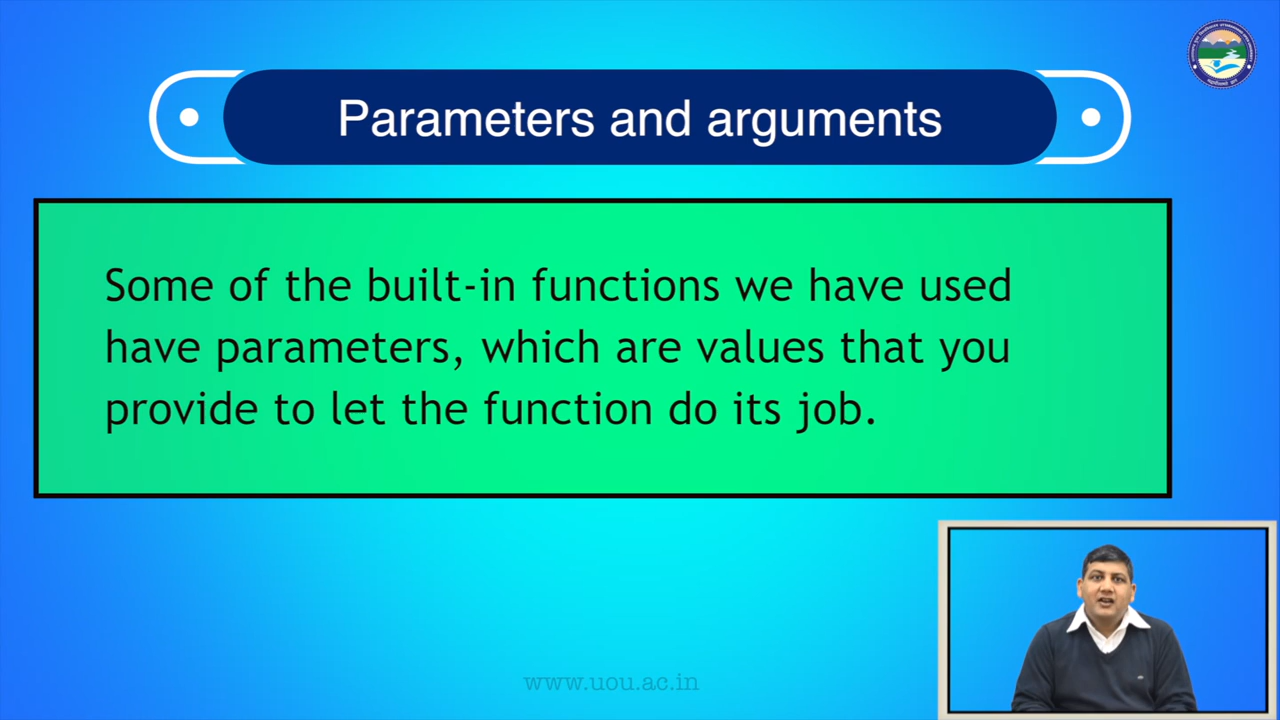 Parameters and arguments
Some of the built-in functions we have used
have parameters, which are values that you
provide to let the function do its job.
www.uou.ac.in